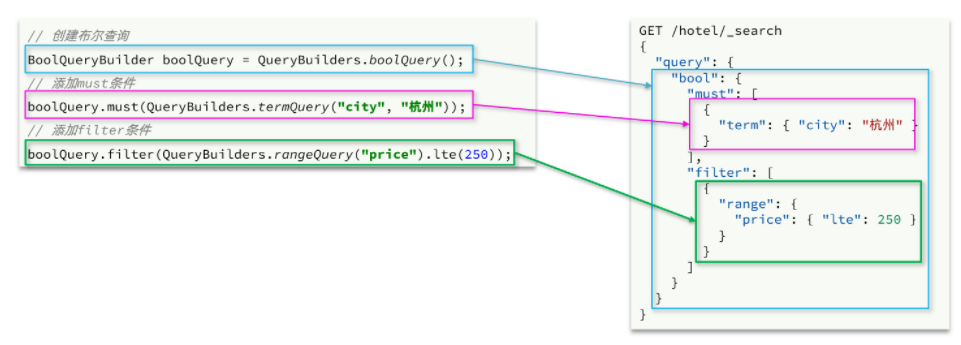 // 创建布尔查询
BoolQueryBuilder boolQuery = QueryBuilders.boolQuery();
// 添加must条件
boolQuery.must(QueryBuilders.termQuery("city", "杭州"));
// 添加filter条件
boolQuery.filter(QueryBuilders.rangeQuery("price").lte(250));
GET /hotel/_search
{
  "query": {
    "bool": {
      "must": [
        {
          "term": { "city": "杭州" }
        }
      ],
      "filter": [
        {
          "range": {
            "price": { "lte": 250 }
          }
        }
      ]
    }
  }
}